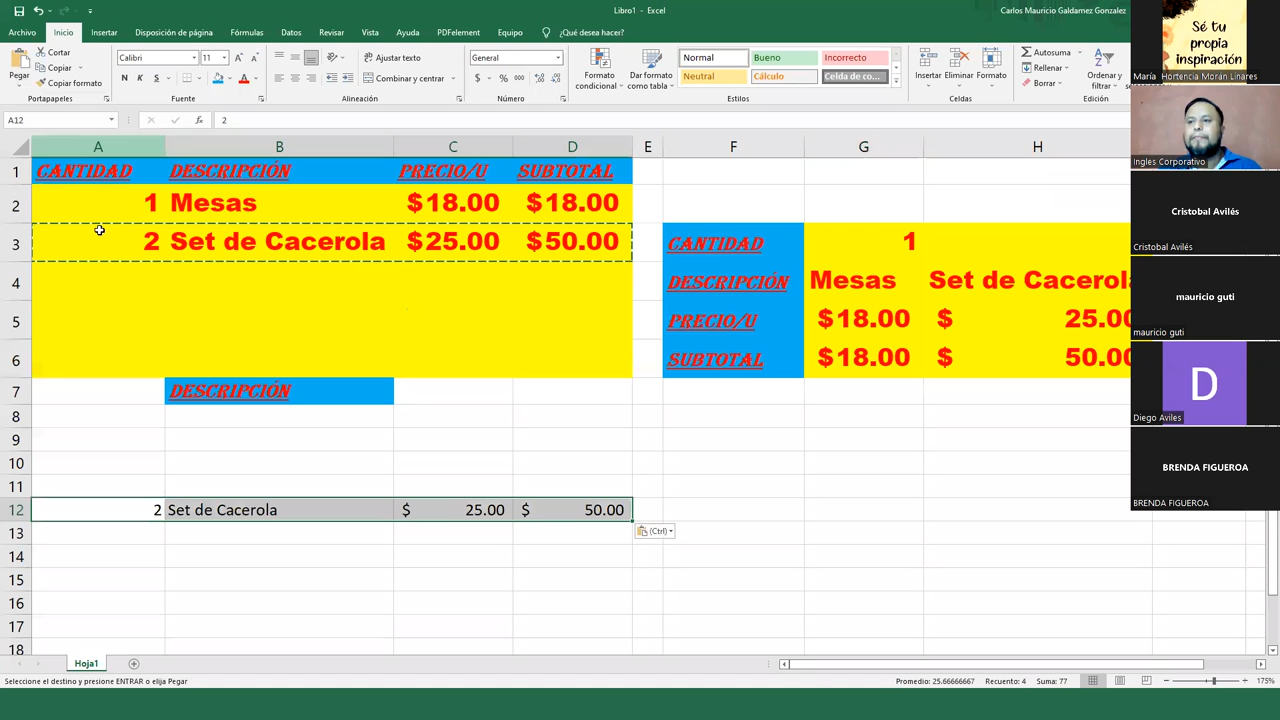 Libro1 - Excel
Carlos Mauricio Galdamez Gonzalez
Archivo Inicio Insertar Disposición de página Fórmulas Datos Revisar Vista Ayuda PDFelement Equipo ¿Qué desea hacer?
Pegar
Cortar
Copiar
Copiar formato
Portapapeles
Calibri 11
N K S
Fuente
Ajustar texto
Combinar y centrar
Alineación
General
$ % 000
Número
Formato condicional
Dar formato como tabla
Normal Bueno Incorrecto
Neutral Cálculo Celda de co...
Estilos
Insertar Eliminar Formato
Celdas
Autosuma
Rellenar
Borrar
Ordenar y filtrar
Edición
A12 fx 2
A B C D E F G H
1 CANTIDAD DESCRIPCIÓN PRECIO/U SUBTOTAL
2 1 Mesas $18.00 $18.00
3 2 Set de Cacerola $25.00 $50.00 CANTIDAD 1
4 DESCRIPCIÓN Mesas Set de Cacerola
5 PRECIO/U $18.00 $ 25.00
6 SUBTOTAL $18.00 $ 50.00
7 DESCRIPCIÓN
8
9
10
11
12 2 Set de Cacerola $ 25.00 $ 50.00
(Ctrl)
13
14
15
16
17
18
Hoja1
Seleccione el destino y presione ENTRAR o elija Pegar
Promedio: 25.66666667 Recuento: 4 Suma: 77
175%
Sé tu
propia
inspiración
María Hortencia Morán Linares
Ingles Corporativo
Cristobal Avilés
Cristobal Avilés
mauricio guti
mauricio guti
D
Diego Aviles
BRENDA FIGUEROA
BRENDA FIGUEROA